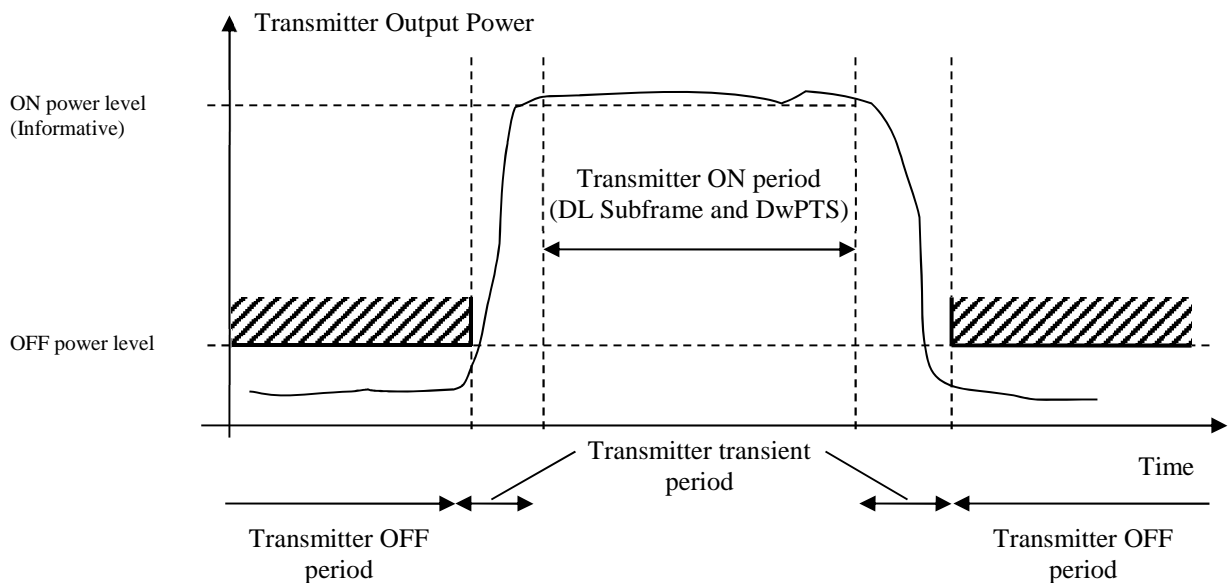 Transmitter Output Power
ON power level
(Informative)
Transmitter ON period
(DL Subframe and DwPTS)
OFF power level
Transmitter transient
period
Time
Transmitter OFF
period
Transmitter OFF
period